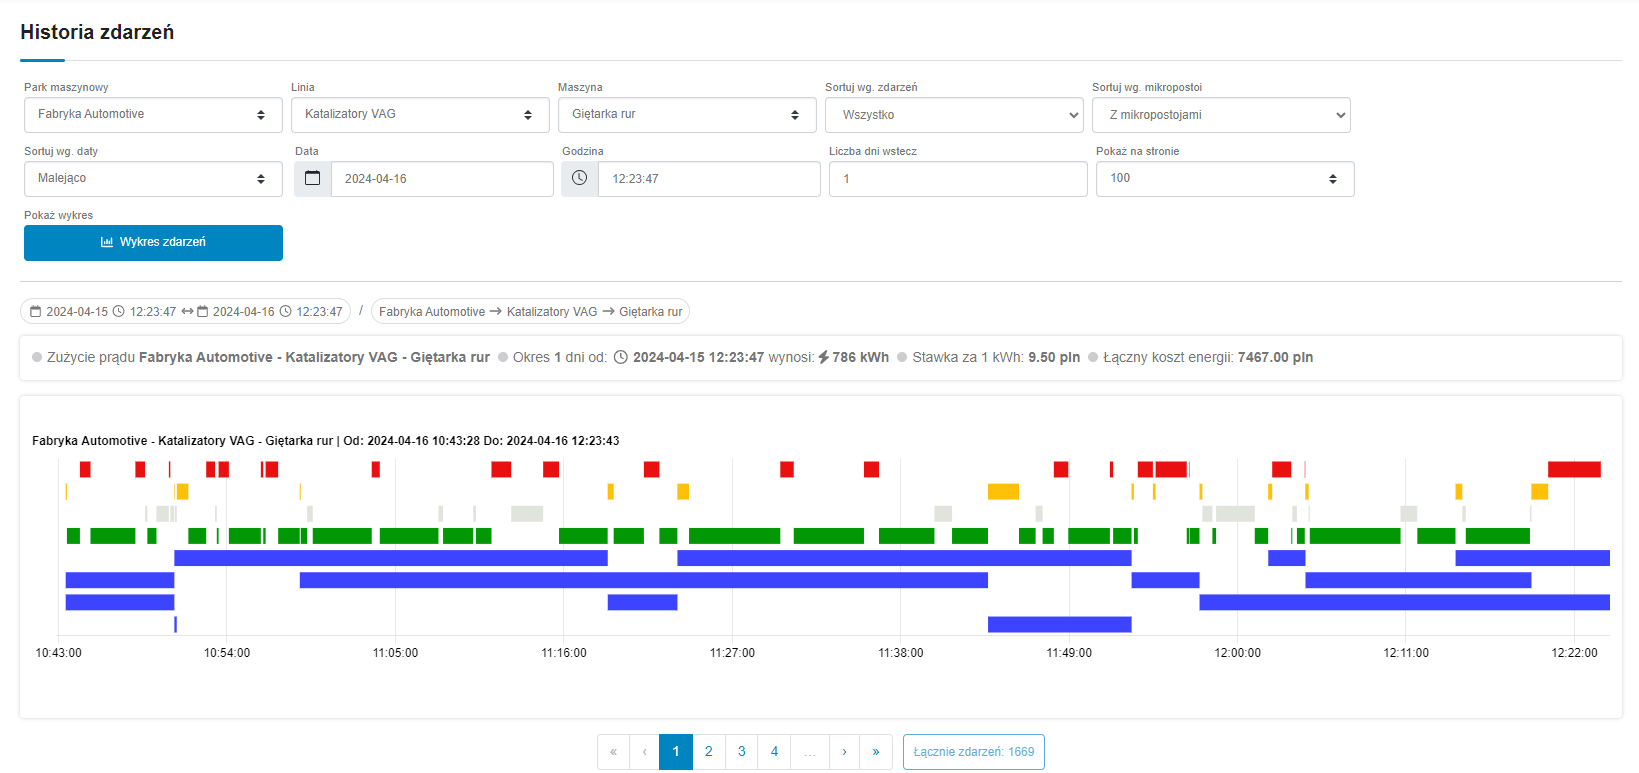 Historia zdarzeń
Park maszynowy
Linia
Maszyna
Sortuj wg. zdarzeń
Sortuj wg. mikropostoi
Fabryka Automotive
Katalizatory VAG
Giętarka rur
Wszystko
Z mikropostojami
Sortuj wg. daty
Data
Godzina
Liczba dni wstecz
Pokaż na stronie
Malejąco
2024-04-16
12:23:47
1
100
Pokaż wykres
Wykres zdarzeń
2024-04-15 12:23:47 ↔ 2024-04-16 12:23:47 / Fabryka Automotive → Katalizatory VAG → Giętarka rur
Zużycie prądu Fabryka Automotive - Katalizatory VAG - Giętarka rur Okres 1 dni od: 2024-04-15 12:23:47 wynosi: 786 kWh Stawka za 1 kWh: 9.50 pln Łączny koszt energii: 7467.00 pln
Fabryka Automotive - Katalizatory VAG - Giętarka rur | Od: 2024-04-16 10:43:28 Do: 2024-04-16 12:23:43
10:43:00 10:54:00 11:05:00 11:16:00 11:27:00 11:38:00 11:49:00 12:00:00 12:11:00 12:22:00
« ‹ 1 2 3 4 ... › » Łącznie zdarzeń: 1669